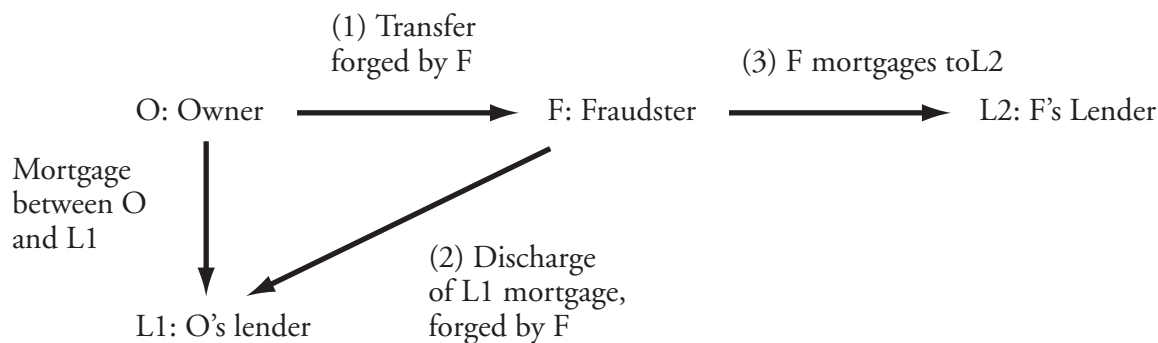 (1) Transfer
forged by F
(3) F mortgages toL2
O: Owner
F: Fraudster
L2: F's Lender
Mortgage
between O
and L1
(2) Discharge
of L1 mortgage,
forged by F
L1: O's lender